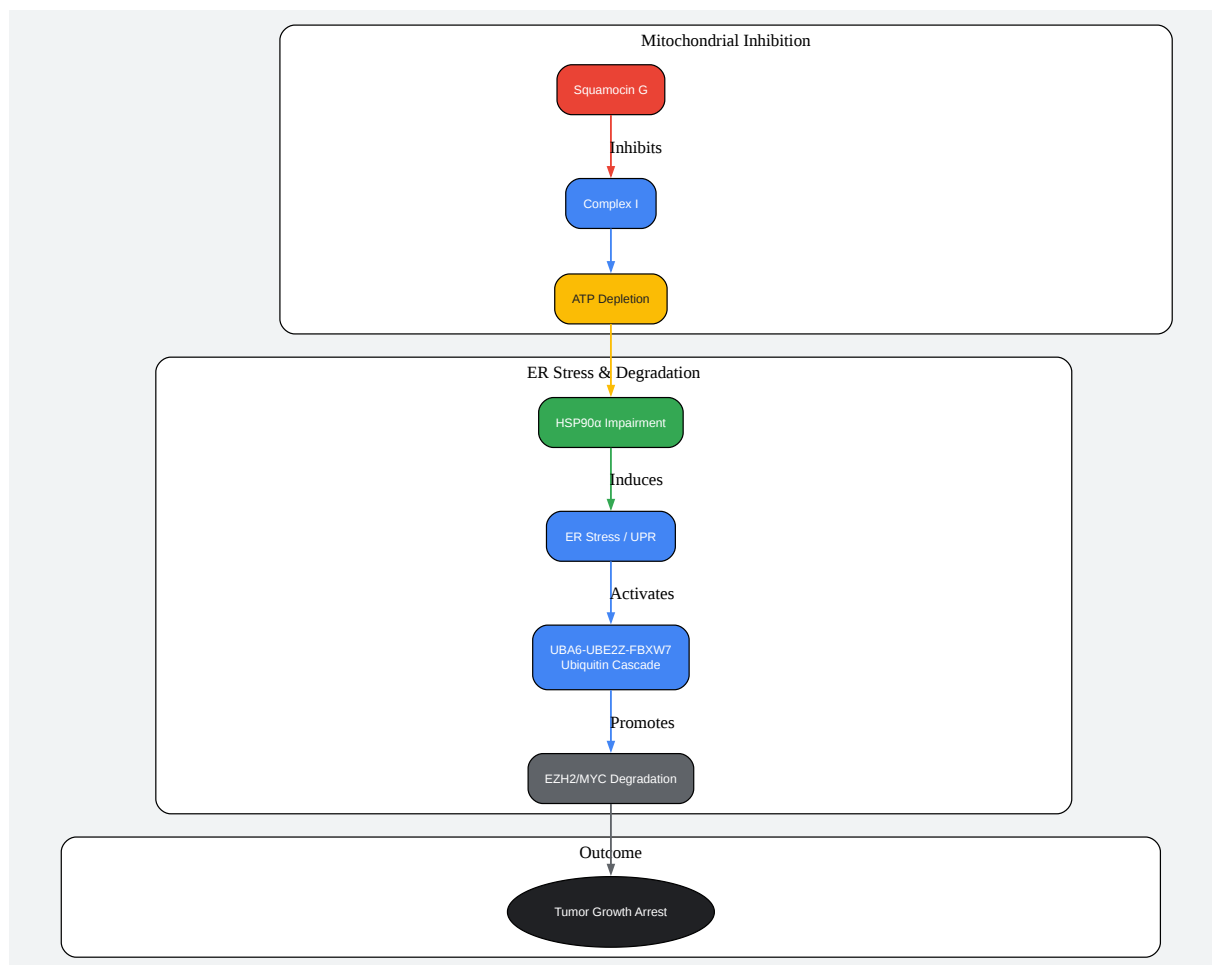 Mitochondrial Inhibition
Squamocin G
Inhibits
Complex I
ATP Depletion
ER Stress & Degradation
HSP90α Impairment
Induces
ER Stress / UPR
Activates
UBA6-UBE2Z-FBXW7
Ubiquitin Cascade
Promotes
EZH2/MYC Degradation
Outcome
Tumor Growth Arrest